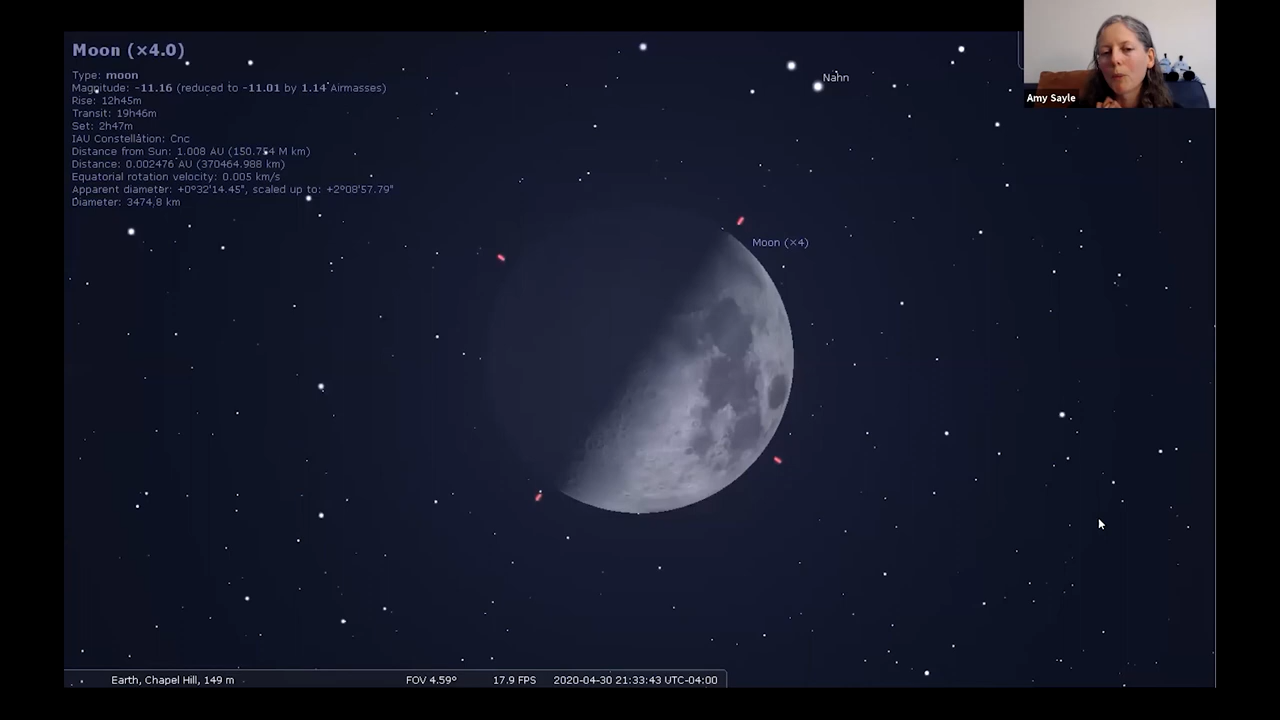 Moon (×4.0)
Type: moon
Magnitude: -11.16 (reduced to -11.01 by 1.14 Airmasses)
Rise: 12h45m
Transit: 19h46m
Set: 2h47m
IAU Constellation: Cnc
Distance from Sun: 1.008 AU (150.754 M km)
Distance: 0.002476 AU (370464.988 km)
Equatorial rotation velocity: 0.005 km/s
Apparent diameter: +0°32'14.45", scaled up to: +2°08'57.79"
Diameter: 3474.8 km
Nahn
Amy Sayle
Moon (×4)
Earth, Chapel Hill, 149 m FOV 4.59° 17.9 FPS 2020-04-30 21:33:43 UTC-04:00